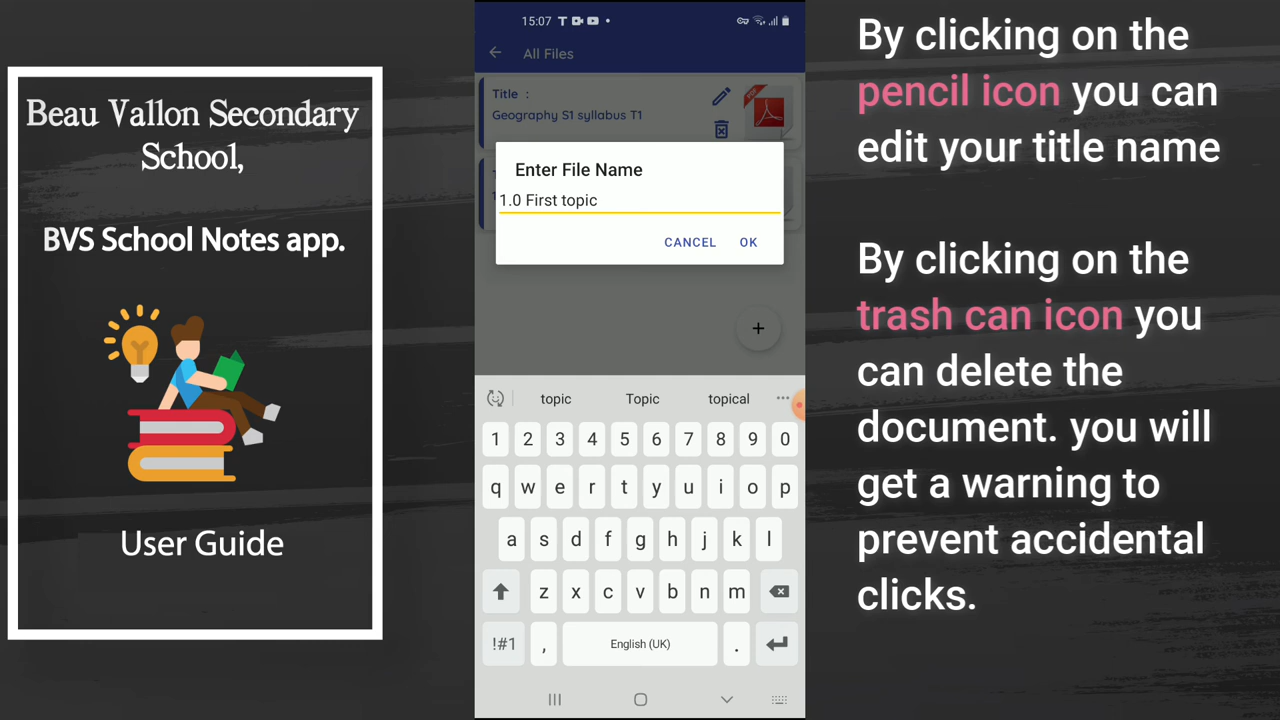 Beau Vallon Secondary
School,
BVS School Notes app.
User Guide
15:07
All Files
Title :
Geography S1 syllabus T1
PDF
Enter File Name
1.0 First topic
CANCEL OK
+
topic Topic topical
1 2 3 4 5 6 7 8 9 0
q w e r t y u i o p
a s d f g h j k l
z x c v b n m
!#1 , English (UK) .
By clicking on the
pencil icon you can
edit your title name
By clicking on the
trash can icon you
can delete the
document. you will
get a warning to
prevent accidental
clicks.